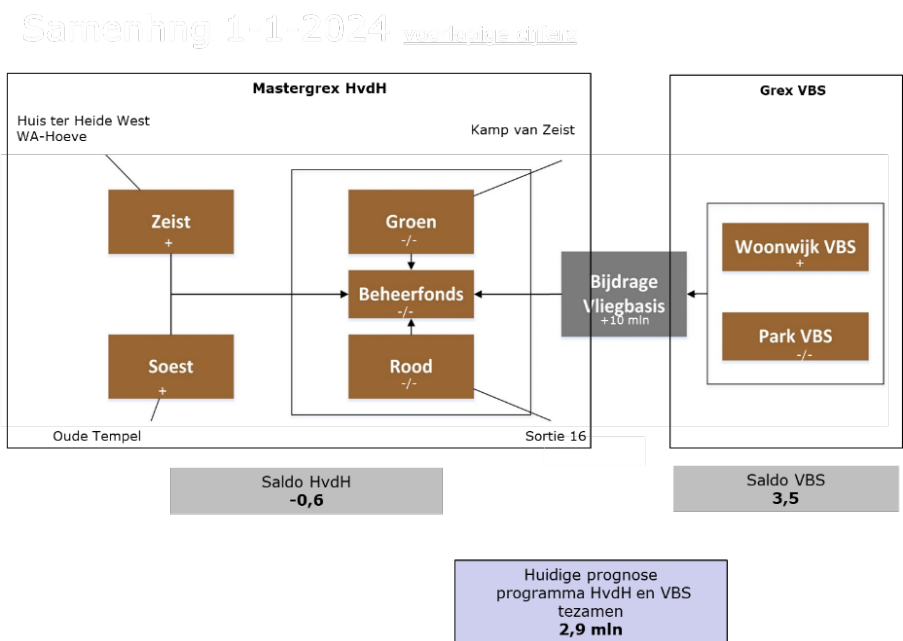 Samenhng 1-1-2024 voorlopige cijfers
Mastergrex HvdH
Grex VBS
Huis ter Heide West
WA-Hoeve
Kamp van Zeist
Zeist
+
Groen
-/-
Woonwijk VBS
+
Beheerfonds
-/-
Bijdrage
Vliegbasis
+10 mln
Park VBS
-/-
Soest
+
Rood
-/-
Oude Tempel
Sortie 16
Saldo HvdH
-0,6
Saldo VBS
3,5
Huidige prognose
programma HvdH en VBS
tezamen
2,9 mln